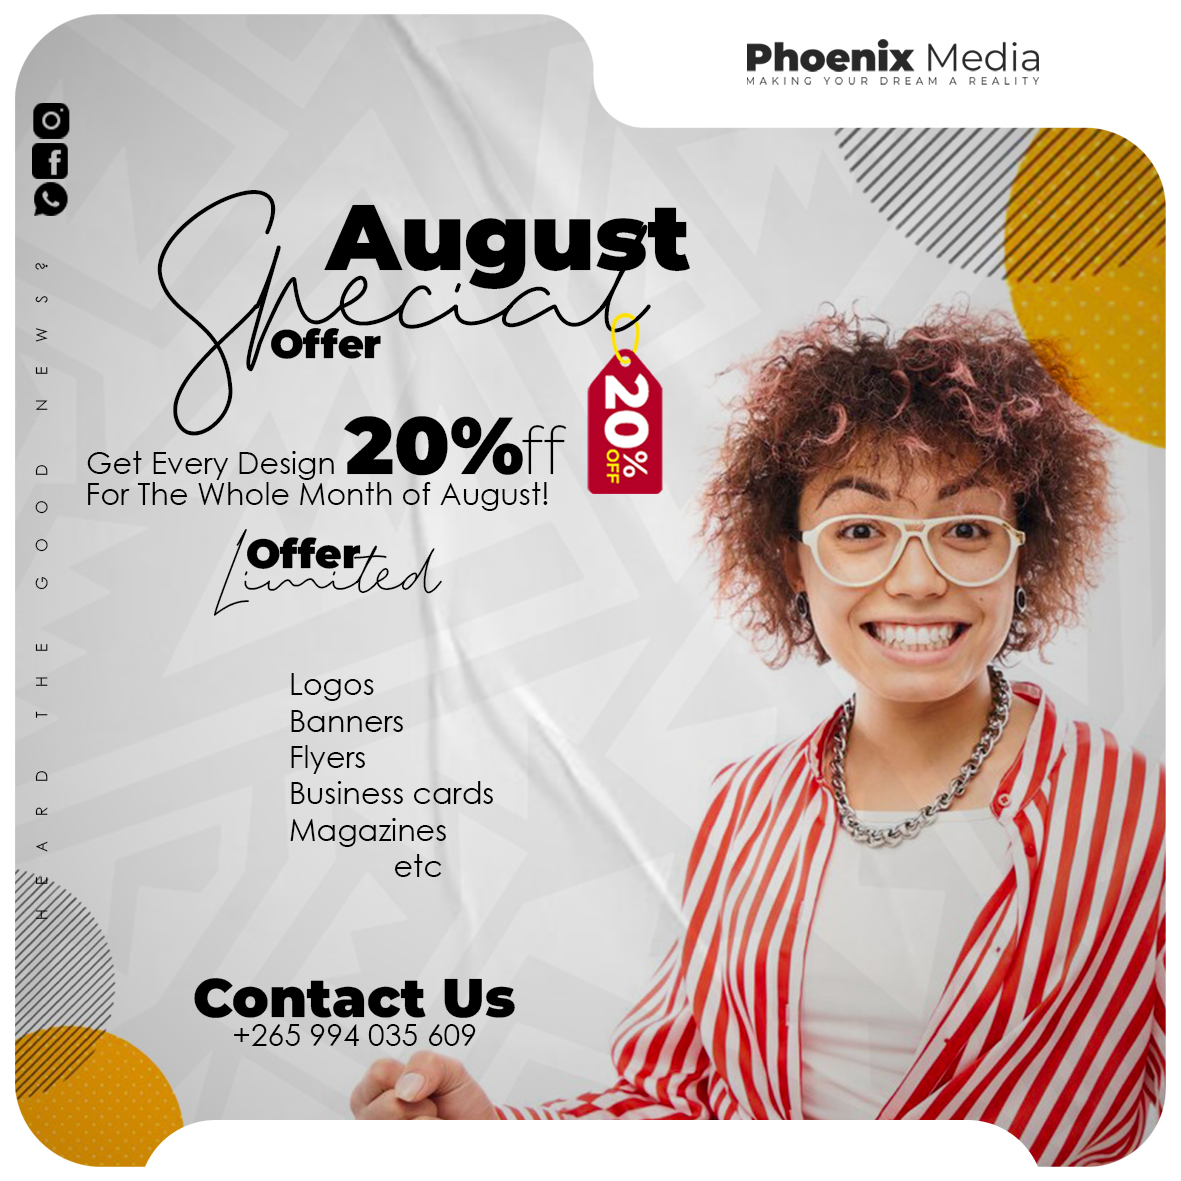 Phoenix Media
MAKING YOUR DREAM A REALITY
HEARD THE GOOD NEWS?
August
Special
Offer
20%
OFF
Get Every Design 20%ff
For The Whole Month of August!
Offer
Limited
Logos
Banners
Flyers
Business cards
Magazines
etc
Contact Us
+265 994 035 609